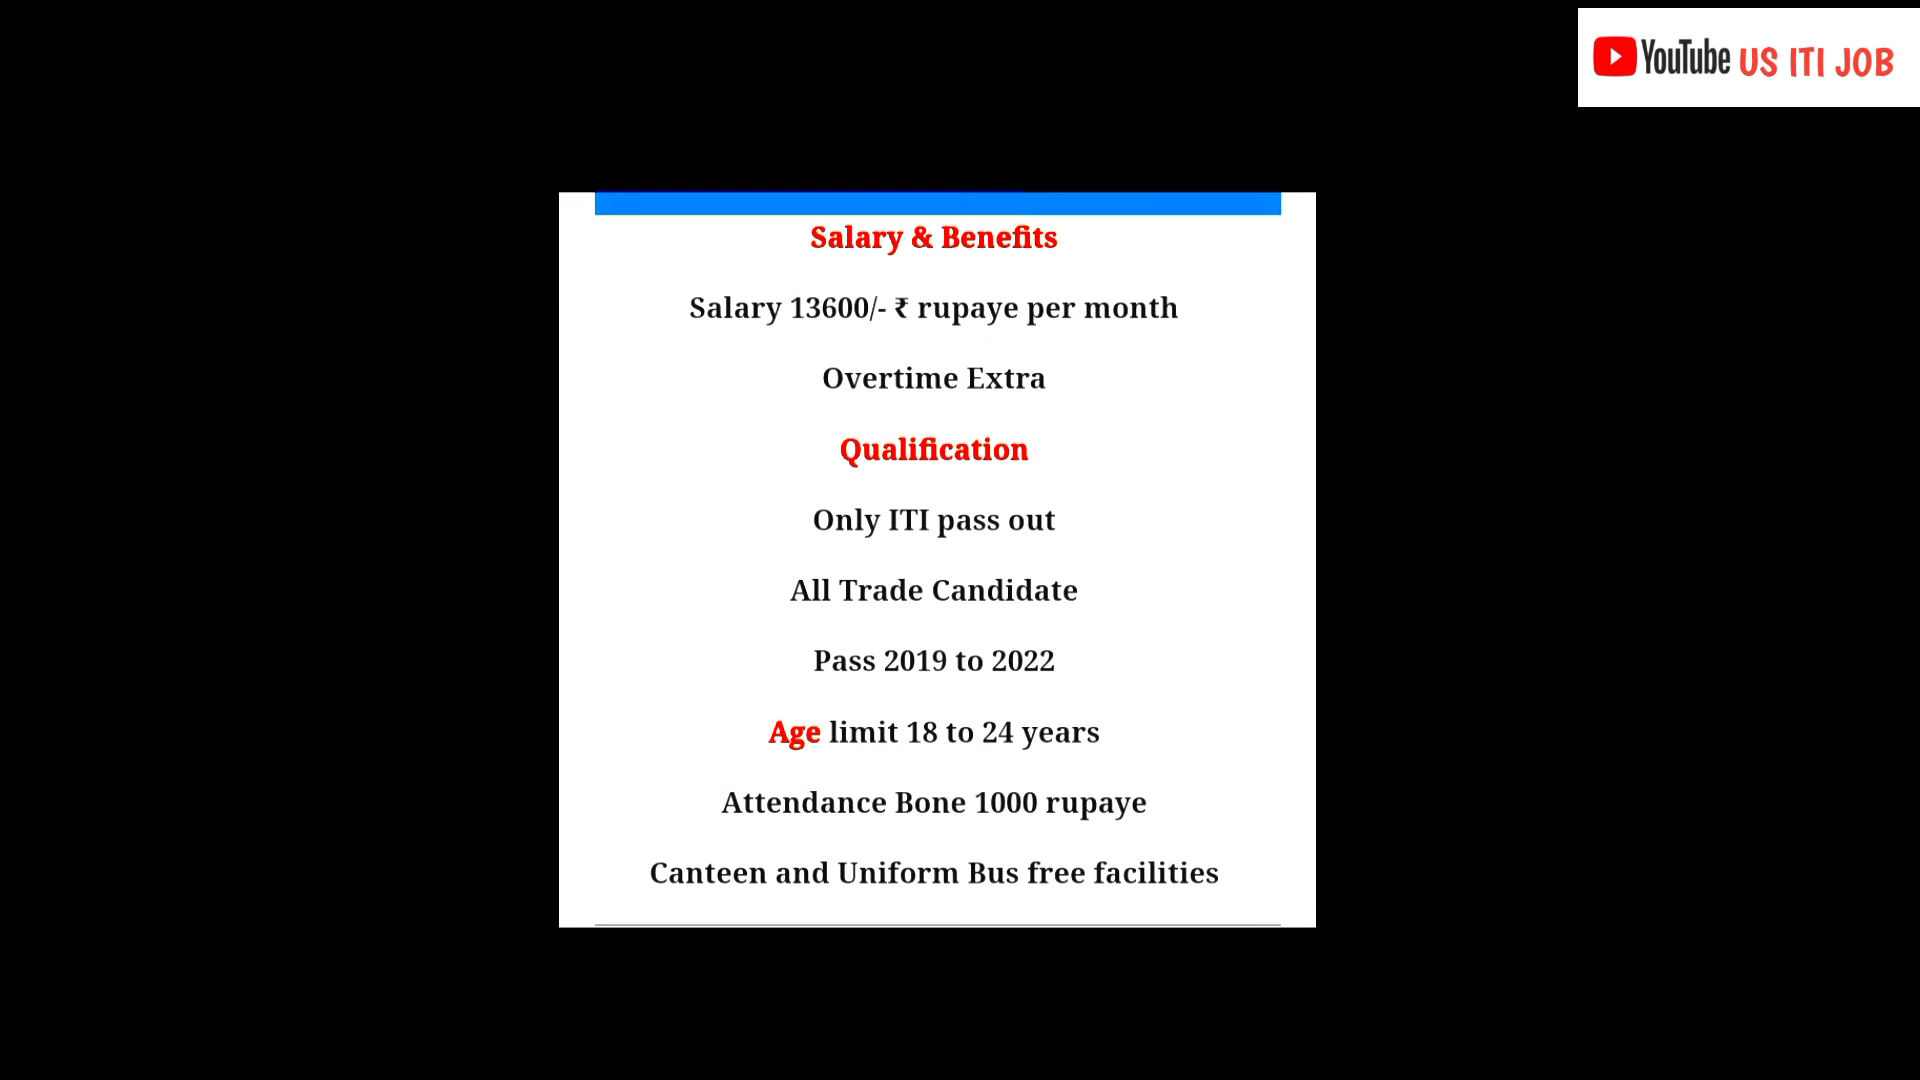 YouTube US ITI JOB
Salary & Benefits
Salary 13600/- ₹ rupaye per month
Overtime Extra
Qualification
Only ITI pass out
All Trade Candidate
Pass 2019 to 2022
Age limit 18 to 24 years
Attendance Bone 1000 rupaye
Canteen and Uniform Bus free facilities